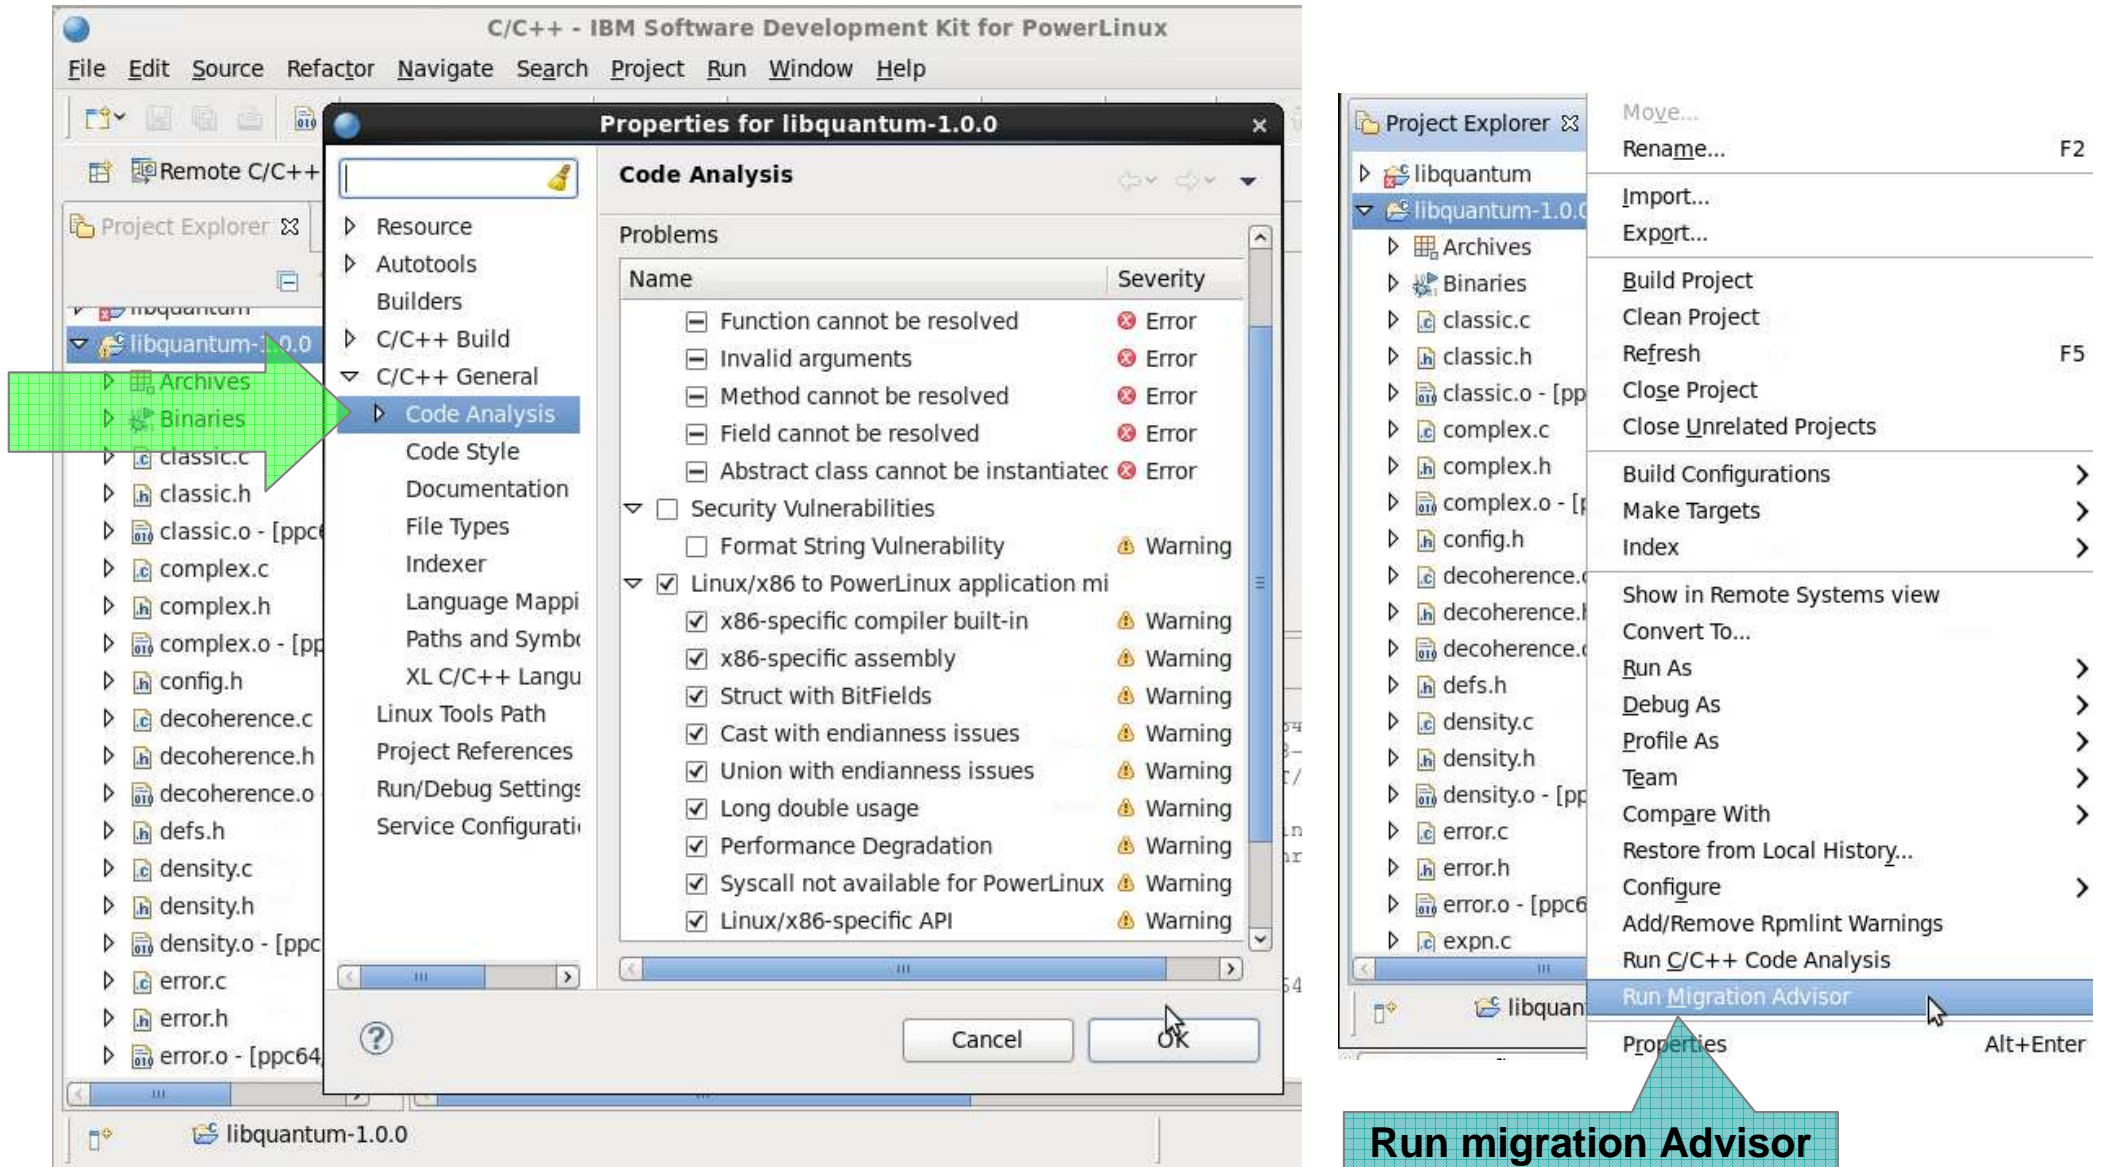 C/C++ - IBM Software Development Kit for PowerLinux
File Edit Source Refactor Navigate Search Project Run Window Help
Remote C/C++
Project Explorer
libquantum
libquantum-1.0.0
Archives
Binaries
classic.c
classic.h
classic.o - [ppc6
complex.c
complex.h
complex.o - [pp
config.h
decoherence.c
decoherence.h
decoherence.o
defs.h
density.c
density.h
density.o - [ppc
error.c
error.h
error.o - [ppc64,
libquantum-1.0.0
Properties for libquantum-1.0.0
Resource
Autotools
Builders
C/C++ Build
C/C++ General
Code Analysis
Code Style
Documentation
File Types
Indexer
Language Mappi
Paths and Symbo
XL C/C++ Langu
Linux Tools Path
Project References
Run/Debug Settings
Service Configurati
Code Analysis
Problems
Name Severity
Function cannot be resolved Error
Invalid arguments Error
Method cannot be resolved Error
Field cannot be resolved Error
Abstract class cannot be instantiated Error
Security Vulnerabilities
Format String Vulnerability Warning
Linux/x86 to PowerLinux application mi
x86-specific compiler built-in Warning
x86-specific assembly Warning
Struct with BitFields Warning
Cast with endianness issues Warning
Union with endianness issues Warning
Long double usage Warning
Performance Degradation Warning
Syscall not available for PowerLinux Warning
Linux/x86-specific API Warning
Cancel OK
Project Explorer
libquantum
libquantum-1.0.0
Archives
Binaries
classic.c
classic.h
classic.o - [pp
complex.c
complex.h
complex.o - [p
config.h
decoherence.c
decoherence.h
decoherence.o
defs.h
density.c
density.h
density.o - [pp
error.c
error.h
error.o - [ppc6
expn.c
libquan
Move...
Rename... F2
Import...
Export...
Build Project
Clean Project
Refresh F5
Close Project
Close Unrelated Projects
Build Configurations
Make Targets
Index
Show in Remote Systems view
Convert To...
Run As
Debug As
Profile As
Team
Compare With
Restore from Local History...
Configure
Add/Remove Rpmlint Warnings
Run C/C++ Code Analysis
Run Migration Advisor
Properties Alt+Enter
Run migration Advisor